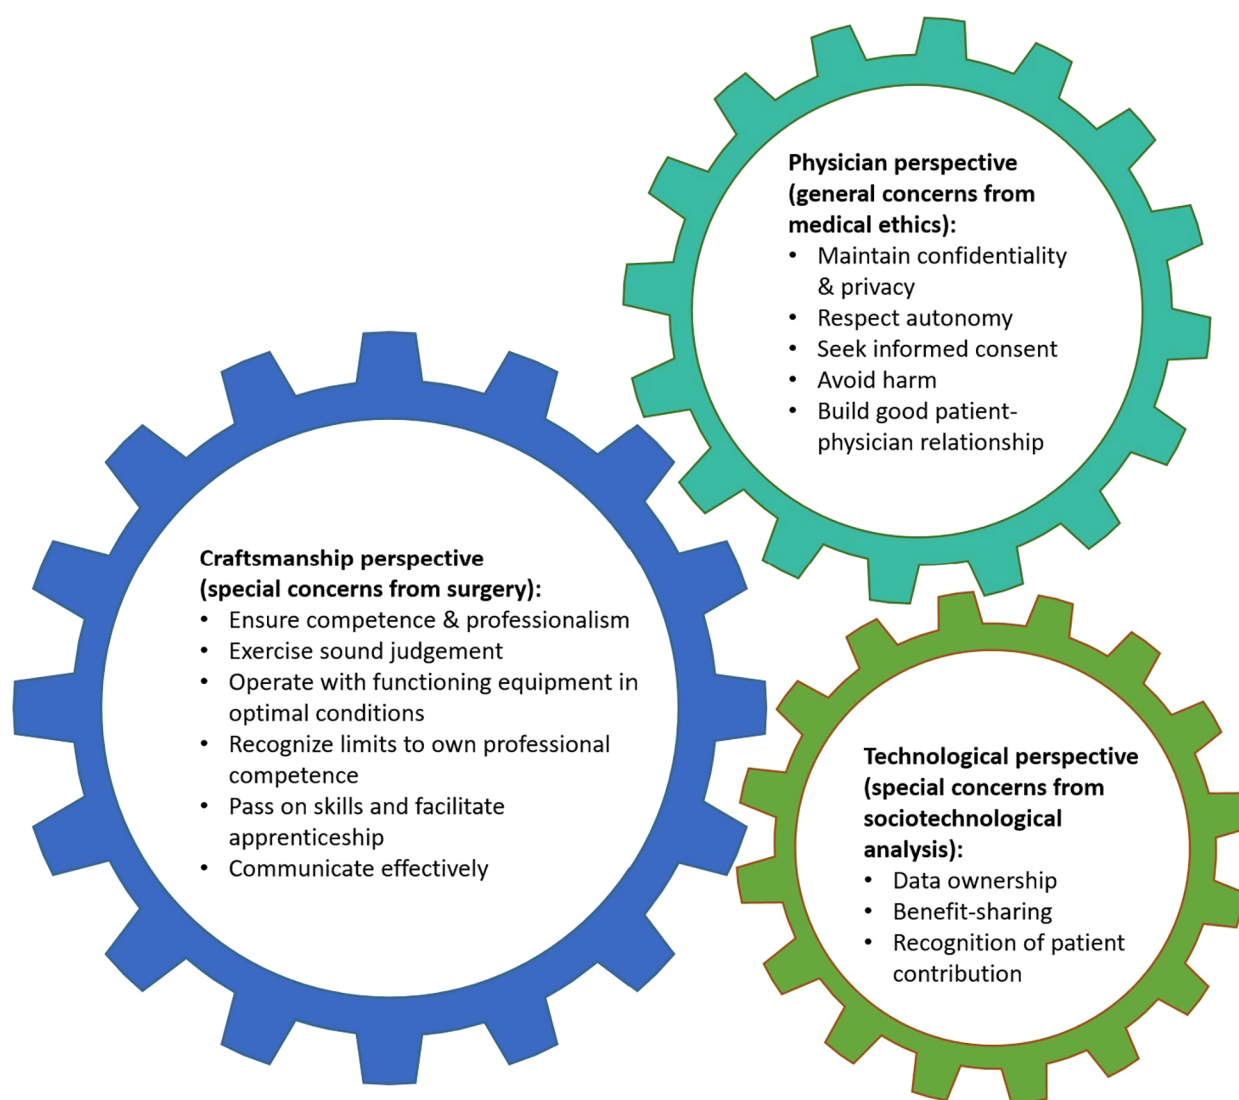 Physician perspective
(general concerns from
medical ethics):
• Maintain confidentiality
& privacy
• Respect autonomy
• Seek informed consent
• Avoid harm
• Build good patient-
physician relationship
Craftsmanship perspective
(special concerns from surgery):
• Ensure competence & professionalism
• Exercise sound judgement
• Operate with functioning equipment in
optimal conditions
• Recognize limits to own professional
competence
• Pass on skills and facilitate
apprenticeship
• Communicate effectively
Technological perspective
(special concerns from
sociotechnological
analysis):
• Data ownership
• Benefit-sharing
• Recognition of patient
contribution